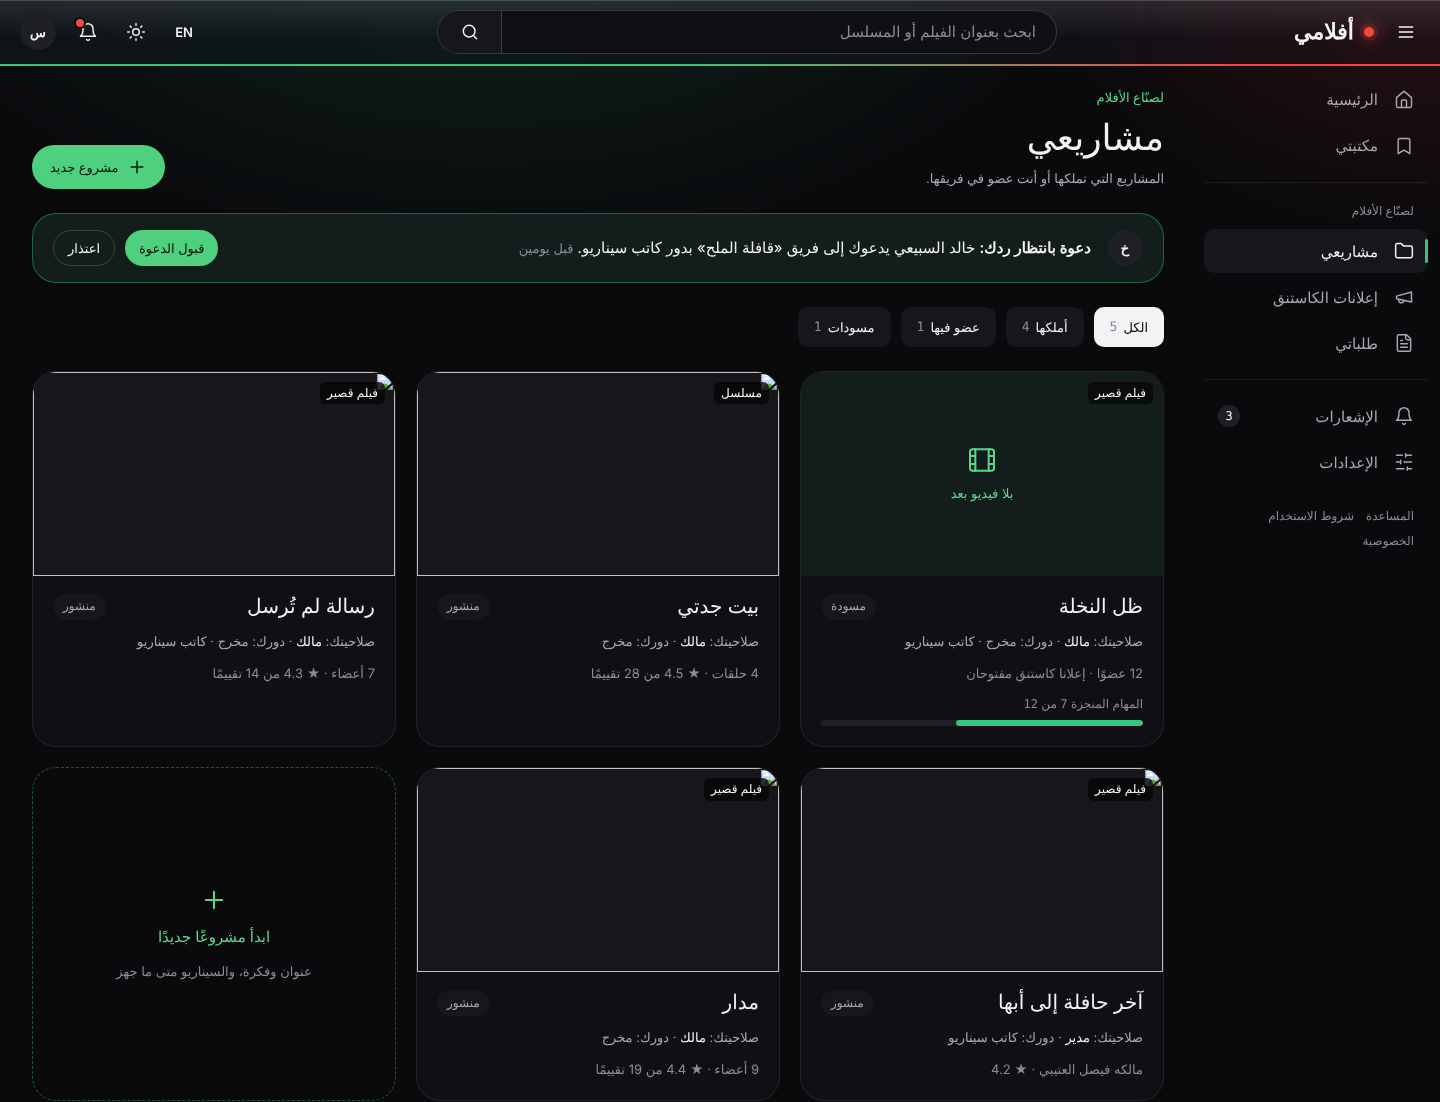 أفلامي
ابحث بعنوان الفيلم أو المسلسل
EN
س
الرئيسية
مكتبتي
لصنّاع الأفلام
مشاريعي
إعلانات الكاستنق
طلباتي
الإشعارات 3
الإعدادات
المساعدة شروط الاستخدام
الخصوصية
لصنّاع الأفلام
مشاريعي
المشاريع التي تملكها أو أنت عضو في فريقها.
مشروع جديد
خ
دعوة بانتظار ردك: خالد السبيعي يدعوك إلى فريق «قافلة الملح» بدور كاتب سيناريو. قبل يومين
قبول الدعوة
اعتذار
الكل 5
أملكها 4
عضو فيها 1
مسودات 1
فيلم قصير
بلا فيديو بعد
ظل النخلة
مسودة
صلاحيتك: مالك · دورك: مخرج · كاتب سيناريو
12 عضوًا · إعلانا كاستنق مفتوحان
المهام المنجزة 7 من 12
مسلسل
بيت جدتي
منشور
صلاحيتك: مالك · دورك: مخرج
4 حلقات · ★ 4.5 من 28 تقييمًا
فيلم قصير
رسالة لم تُرسل
منشور
صلاحيتك: مالك · دورك: مخرج · كاتب سيناريو
7 أعضاء · ★ 4.3 من 14 تقييمًا
فيلم قصير
آخر حافلة إلى أبها
منشور
صلاحيتك: مدير · دورك: كاتب سيناريو
مالكه فيصل العتيبي · ★ 4.2
فيلم قصير
مدار
منشور
صلاحيتك: مالك · دورك: مخرج
9 أعضاء · ★ 4.4 من 19 تقييمًا
ابدأ مشروعًا جديدًا
عنوان وفكرة، والسيناريو متى ما جهز